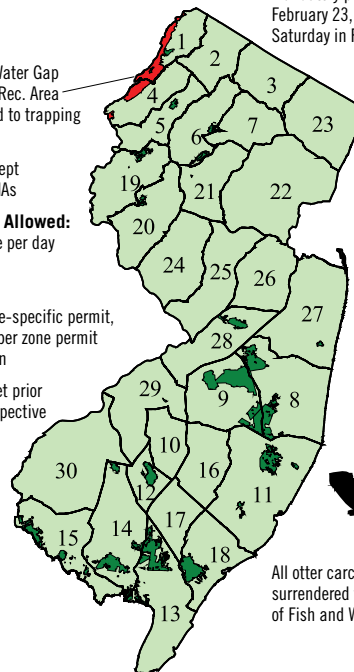 February 23,
Saturday in F
Water Gap
Rec. Area
d to trapping
ept
As
Allowed:
e per day
e-specific permit,
per zone permit
n
et prior
spective
All otter carc
surrendered
of Fish and W
1
2
3
4
5
6
7
23
19
21
22
20
24
25
26
27
28
29
9
8
10
30
12
16
11
14
17
15
18
13